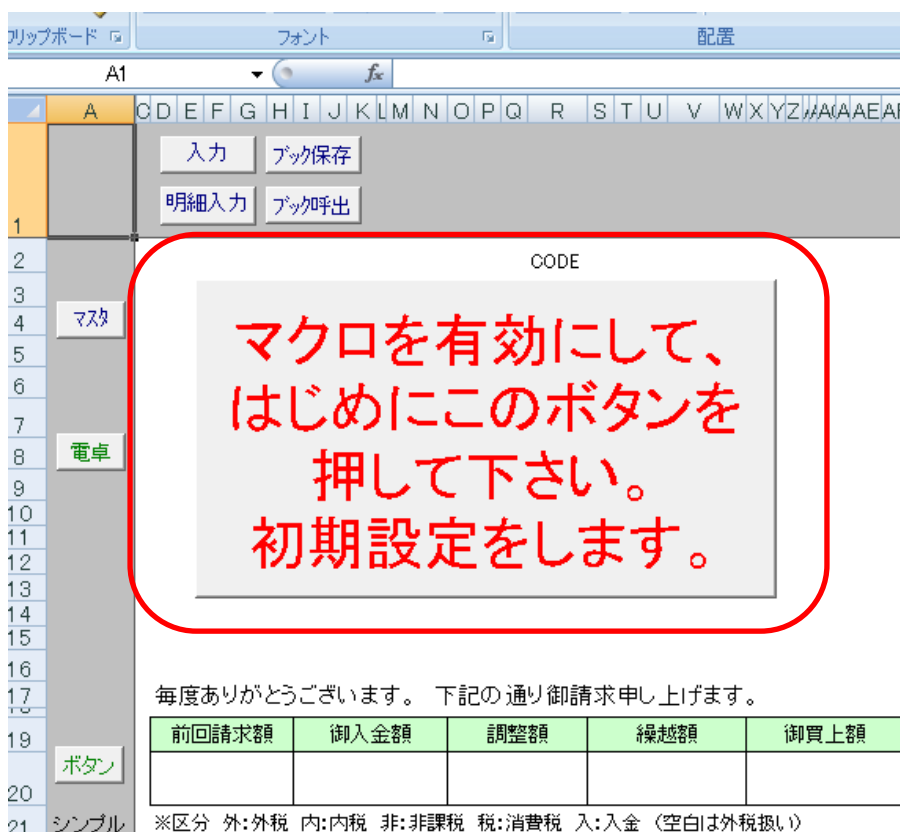 クリップボード フォント 配置
A1 fx
A C D E F G H I J K L M N O P Q R S T U V W X Y Z
入力 ブック保存
明細入力 ブック呼出
1
2 CODE
3
4 マスタ
5
6
7
8 電卓
9
10
11
12
13
14
15
マクロを有効にして、
はじめにこのボタンを
押して下さい。
初期設定をします。
16
17 毎度ありがとうございます。 下記の通り御請求申し上げます。
19 前回請求額 御入金額 調整額 繰越額 御買上額
ボタン
20
21 シンプル ※区分 外:外税 内:内税 非:非課税 税:消費税 入:入金 (空白は外税扱い)